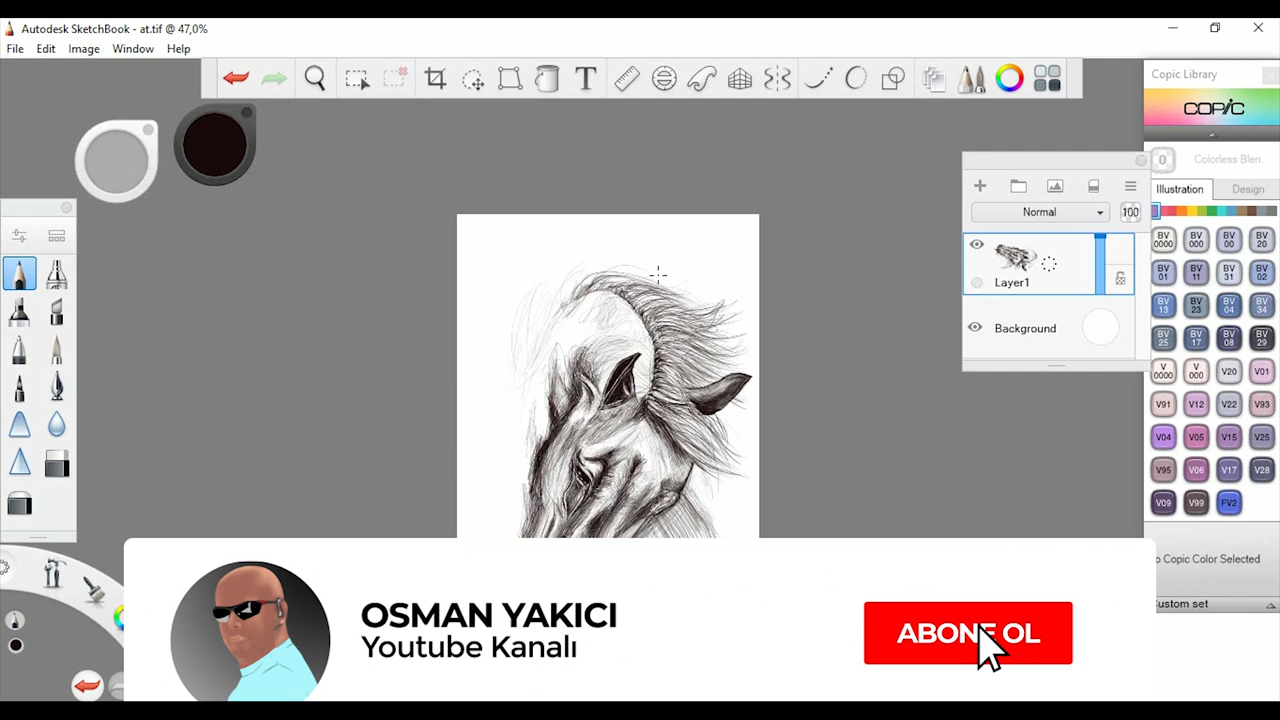 Autodesk SketchBook - at.tif @ 47,0%
File Edit Image Window Help
T
Copic Library
COPIC
0 Colorless Blen.
Illustration Design
Normal 100
Layer1
Background
BV 0000 BV 000 BV 00 BV 20
BV 01 BV 11 BV 31 BV 02
BV 13 BV 23 BV 04 BV 34
BV 25 BV 17 BV 08 BV 29
V 0000 V 000 V20 V01
V91 V12 V22 V93
V04 V05 V15 V25
V95 V06 V17 V28
V09 V99 FV2
o Copic Color Selected
Custom set
OSMAN YAKICI
Youtube Kanalı
ABONE OL